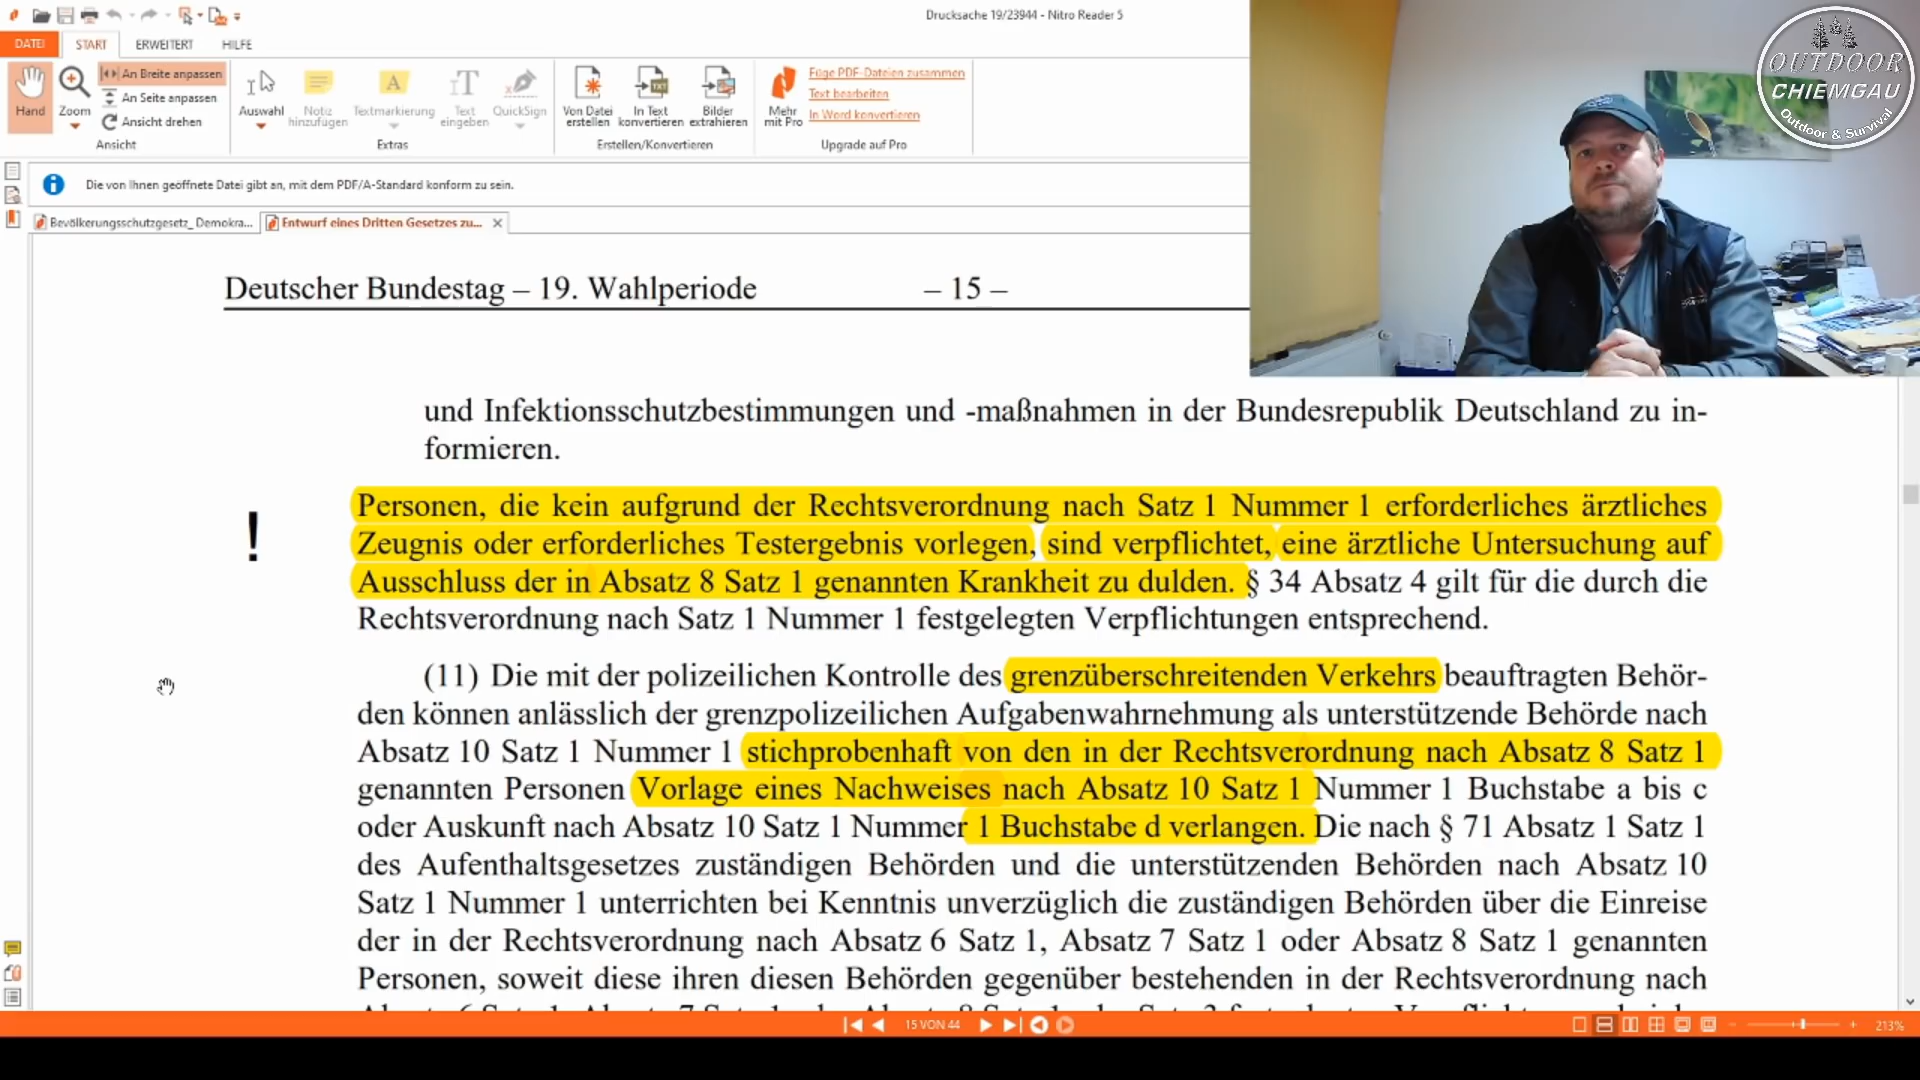 Drucksache 19/23944 - Nitro Reader 5
DATEI START ERWEITERT HILFE
Hand
Zoom
An Breite anpassen
An Seite anpassen
Ansicht drehen
Ansicht
Auswahl
Notiz hinzufügen
Textmarkierung
Text eingeben
QuickSign
Extras
Von Datei erstellen
In Text konvertieren
Bilder extrahieren
Erstellen/Konvertieren
Mehr mit Pro
Füge PDF-Dateien zusammen
Text bearbeiten
In Word konvertieren
Upgrade auf Pro
OUTDOOR
CHIEMGAU
Outdoor & Survival
Die von Ihnen geöffnete Datei gibt an, mit dem PDF/A-Standard konform zu sein.
Bevölkerungsschutzgesetz_ Demokra... Entwurf eines Dritten Gesetzes zu...
Deutscher Bundestag – 19. Wahlperiode – 15 –
und Infektionsschutzbestimmungen und -maßnahmen in der Bundesrepublik Deutschland zu in-
formieren.
Personen, die kein aufgrund der Rechtsverordnung nach Satz 1 Nummer 1 erforderliches ärztliches
! Zeugnis oder erforderliches Testergebnis vorlegen, sind verpflichtet, eine ärztliche Untersuchung auf
Ausschluss der in Absatz 8 Satz 1 genannten Krankheit zu dulden. § 34 Absatz 4 gilt für die durch die
Rechtsverordnung nach Satz 1 Nummer 1 festgelegten Verpflichtungen entsprechend.
(11) Die mit der polizeilichen Kontrolle des grenzüberschreitenden Verkehrs beauftragten Behör-
den können anlässlich der grenzpolizeilichen Aufgabenwahrnehmung als unterstützende Behörde nach
Absatz 10 Satz 1 Nummer 1 stichprobenhaft von den in der Rechtsverordnung nach Absatz 8 Satz 1
genannten Personen Vorlage eines Nachweises nach Absatz 10 Satz 1 Nummer 1 Buchstabe a bis c
oder Auskunft nach Absatz 10 Satz 1 Nummer 1 Buchstabe d verlangen. Die nach § 71 Absatz 1 Satz 1
des Aufenthaltsgesetzes zuständigen Behörden und die unterstützenden Behörden nach Absatz 10
Satz 1 Nummer 1 unterrichten bei Kenntnis unverzüglich die zuständigen Behörden über die Einreise
der in der Rechtsverordnung nach Absatz 6 Satz 1, Absatz 7 Satz 1 oder Absatz 8 Satz 1 genannten
Personen, soweit diese ihren diesen Behörden gegenüber bestehenden in der Rechtsverordnung nach
15 VON 44
213%